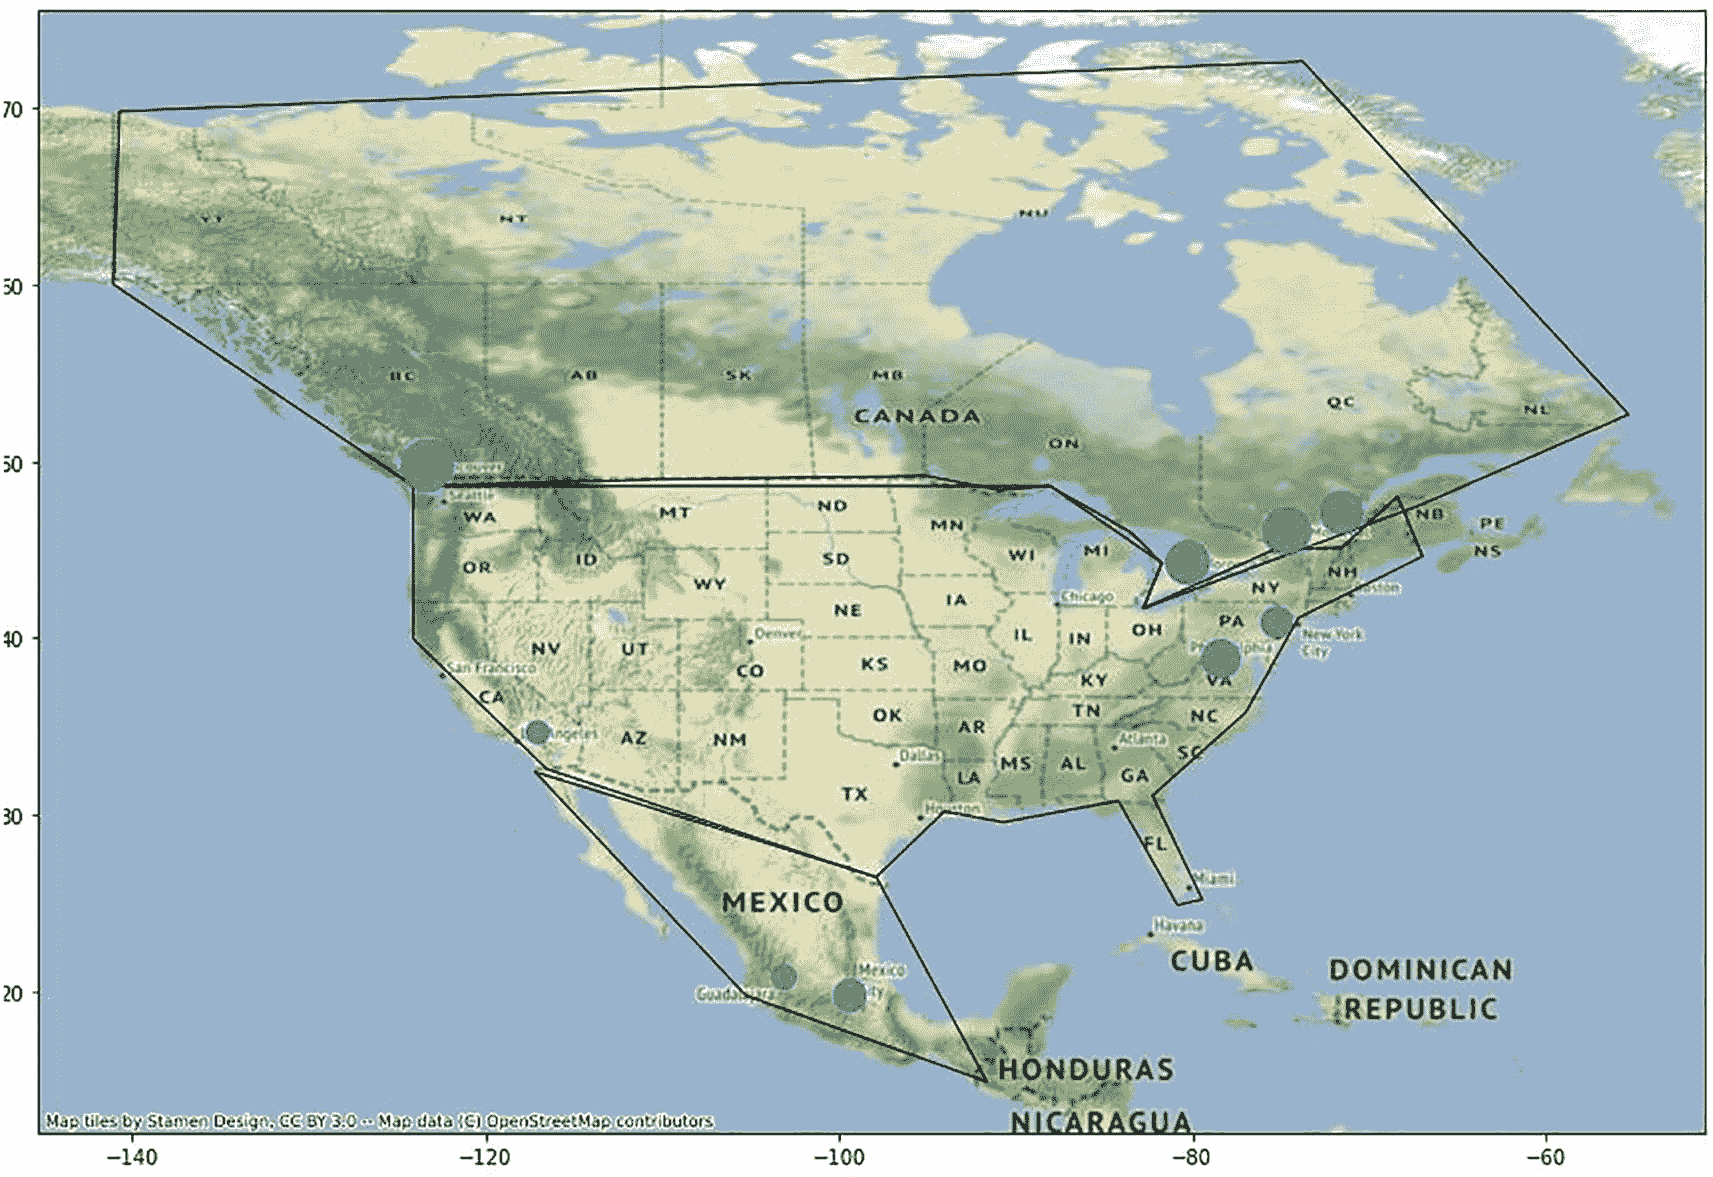 70
YT
NT
NU
60
BC
AB
SK
MB
QC
NL
CANADA
ON
50
Seattle
WA
MT
ND
MN
NB
PE
NS
OR
ID
SD
WI
MI
WY
NH
NY
Chicago
IA
NE
PA
OH
IL
IN
40
Denver
New York
City
NV
UT
CO
KS
MO
KY
VA
San Francisco
CA
TN
OK
NC
AR
AZ
NM
Atlanta
SC
Dallas
MS
AL
GA
LA
TX
30
Houston
FL
Miami
MEXICO
Havana
CUBA
DOMINICAN
REPUBLIC
Mexico
20
Guadalajara
HONDURAS
NICARAGUA
Map tiles by Stamen Design, CC BY 3.0 -- Map data (C) OpenStreetMap contributors
−140
−120
−100
−80
−60